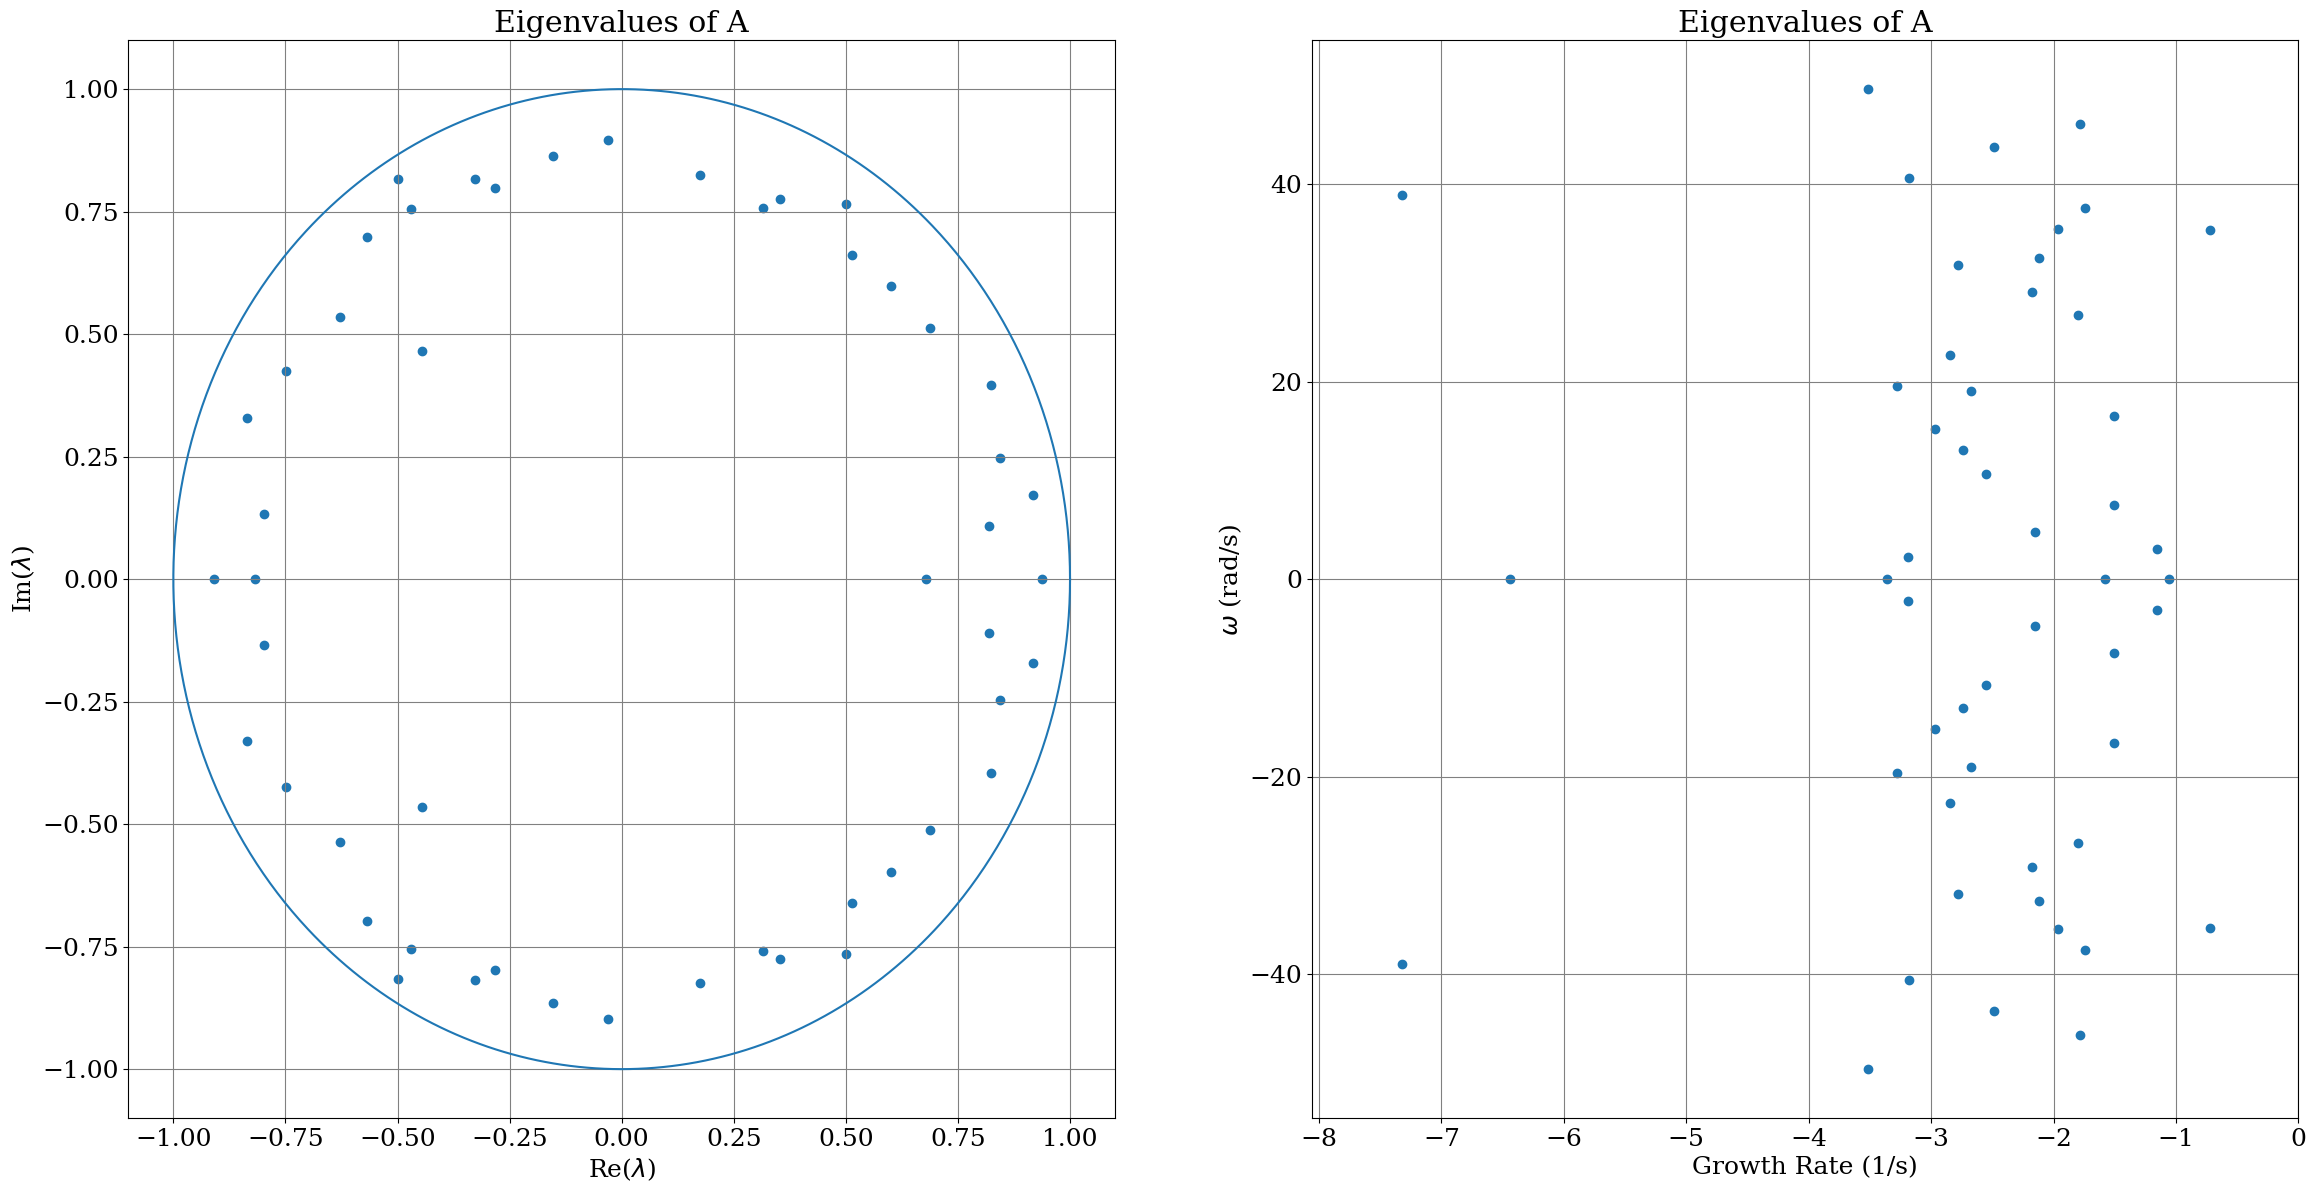 Eigenvalues of A
1.00
0.75
0.50
0.25
0.00
−0.25
−0.50
−0.75
−1.00
Im(λ)
−1.00 −0.75 −0.50 −0.25 0.00 0.25 0.50 0.75 1.00
Re(λ)
Eigenvalues of A
40
20
0
−20
−40
ω (rad/s)
−8 −7 −6 −5 −4 −3 −2 −1 0
Growth Rate (1/s)